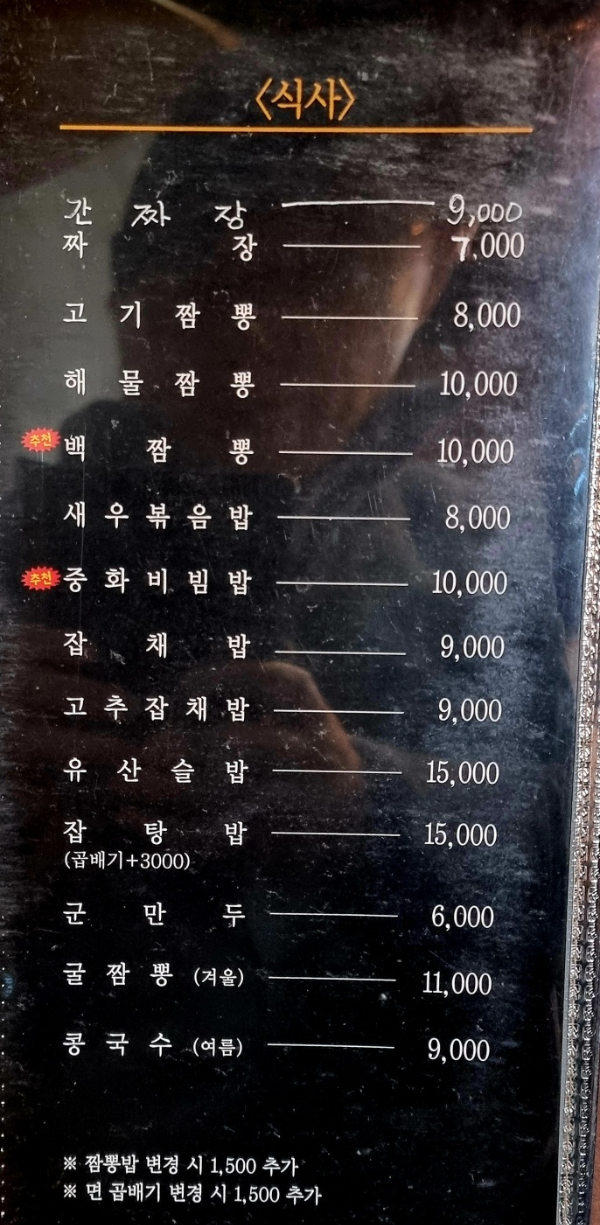 <식사>
간짜장 9,000
짜장 7,000
고기짬뽕 8,000
해물짬뽕 10,000
추천 백짬뽕 10,000
새우볶음밥 8,000
추천 중화비빔밥 10,000
잡채밥 9,000
고추잡채밥 9,000
유산슬밥 15,000
잡탕밥 15,000
(곱배기+3000)
군만두 6,000
굴짬뽕 (겨울) 11,000
콩국수 (여름) 9,000
※ 짬뽕밥 변경 시 1,500 추가
※ 면 곱배기 변경 시 1,500 추가